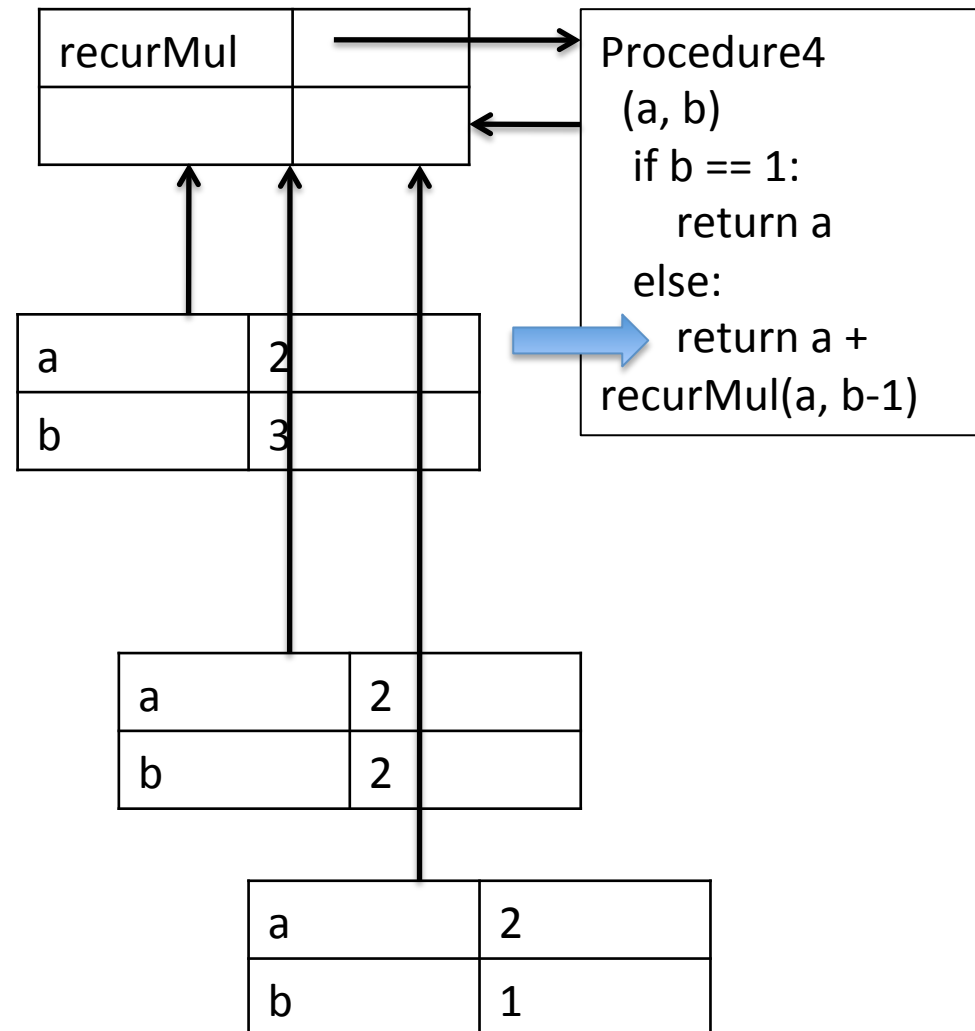 recurMul
Procedure4
(a, b)
if b == 1:
return a
else:
return a +
recurMul(a, b-1)
a 2
b 3
a 2
b 2
a 2
b 1